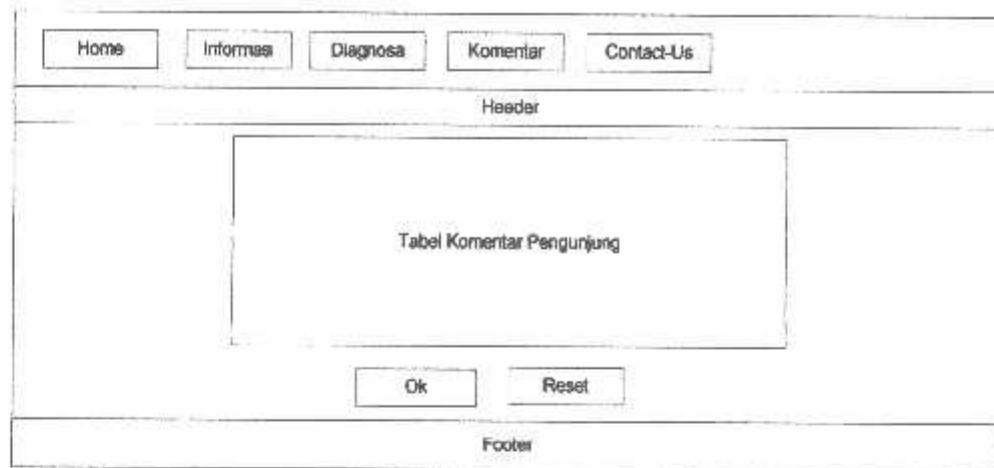 Home Informasi Diagnosa Komentar Contact-Us
Header
Tabel Komentar Pengunjung
Ok Reset
Footer